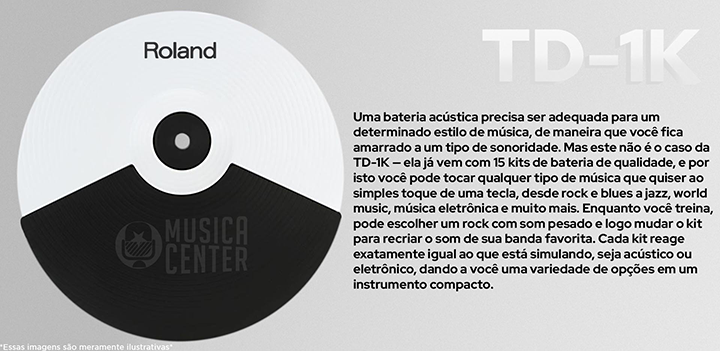 Roland
TD-1K
Uma bateria acústica precisa ser adequada para um
determinado estilo de música, de maneira que você fica
amarrado a um tipo de sonoridade. Mas este não é o caso da
TD-1K — ela já vem com 15 kits de bateria de qualidade, e por
isto você pode tocar qualquer tipo de música que quiser ao
simples toque de uma tecla, desde rock e blues a jazz, world
music, música eletrônica e muito mais. Enquanto você treina,
pode escolher um rock com som pesado e logo mudar o kit
para recriar o som de sua banda favorita. Cada kit reage
exatamente igual ao que está simulando, seja acústico ou
eletrônico, dando a você uma variedade de opções em um
instrumento compacto.
MUSICA
CENTER
*Essas imagens são meramente ilustrativas*